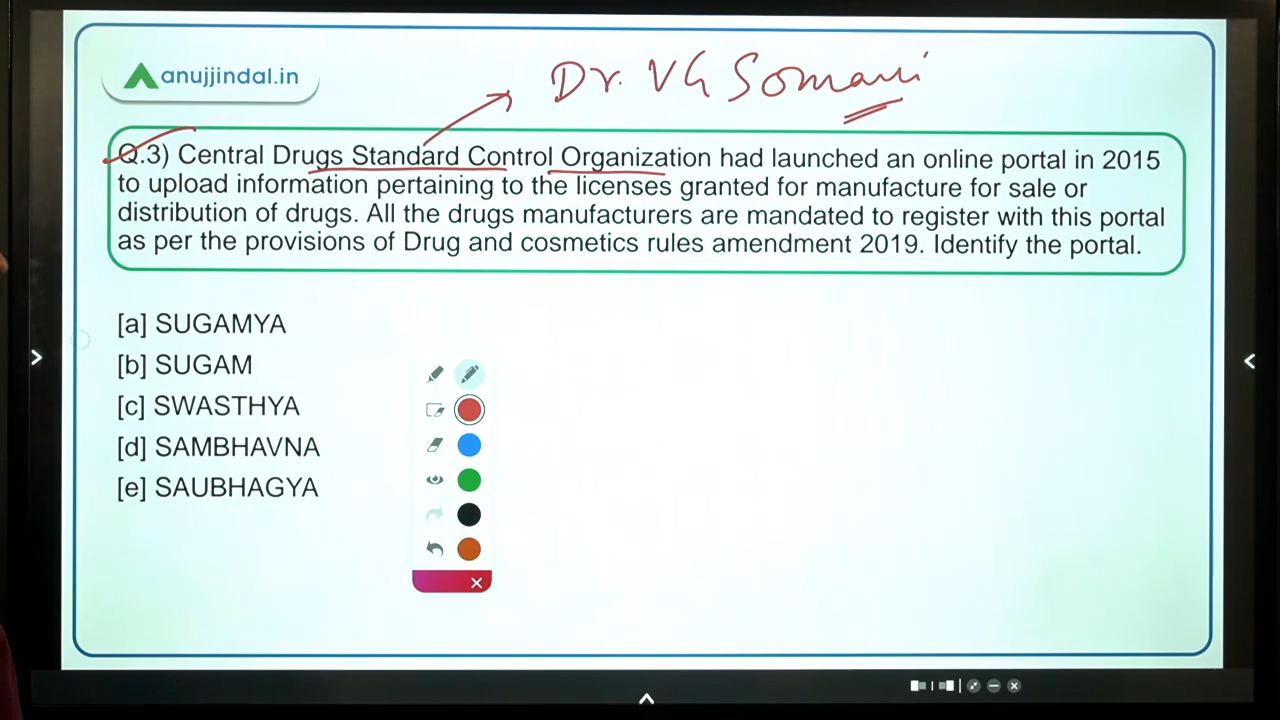 anujjindal.in
Dr. VG Somani
Q.3) Central Drugs Standard Control Organization had launched an online portal in 2015
to upload information pertaining to the licenses granted for manufacture for sale or
distribution of drugs. All the drugs manufacturers are mandated to register with this portal
as per the provisions of Drug and cosmetics rules amendment 2019. Identify the portal.
[a] SUGAMYA
[b] SUGAM
[c] SWASTHYA
[d] SAMBHAVNA
[e] SAUBHAGYA